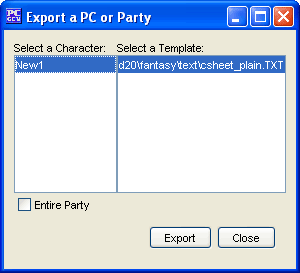 PC
GEN
Export a PC or Party
Select a Character: Select a Template:
New1 d20\fantasy\text\csheet_plain.TXT
Entire Party
Export Close